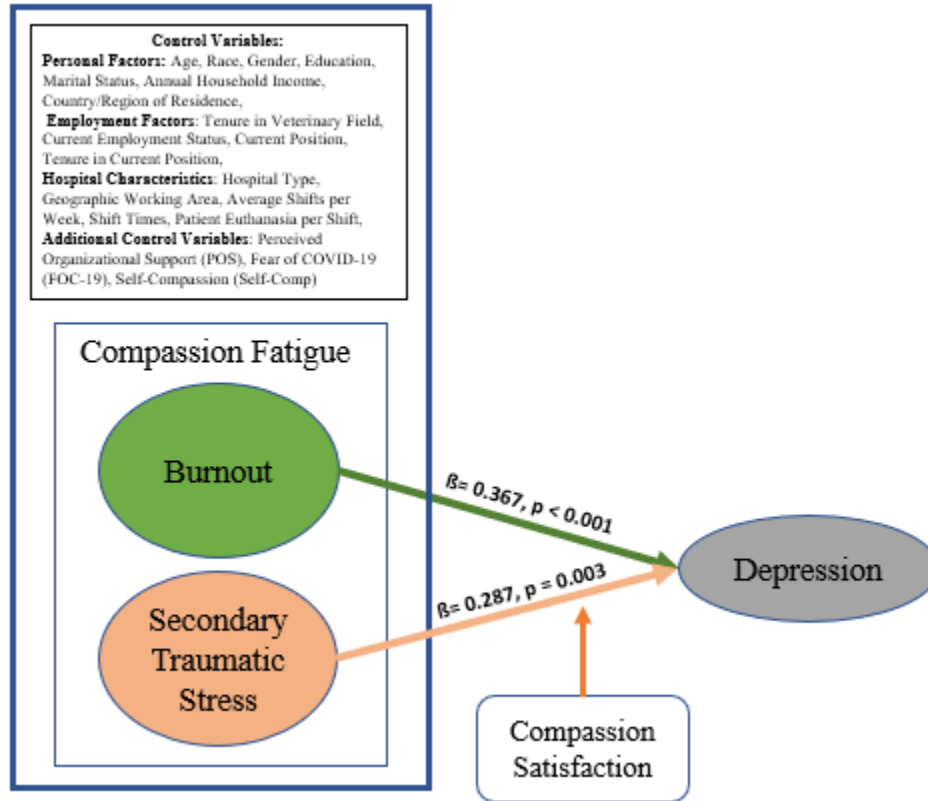 Control Variables:
Personal Factors: Age, Race, Gender, Education,
Marital Status, Annual Household Income,
Country/Region of Residence,
Employment Factors: Tenure in Veterinary Field,
Current Employment Status, Current Position,
Tenure in Current Position,
Hospital Characteristics: Hospital Type,
Geographic Working Area, Average Shifts per
Week, Shift Times, Patient Euthanasia per Shift,
Additional Control Variables: Perceived
Organizational Support (POS), Fear of COVID-19
(FOC-19), Self-Compassion (Self-Comp)
Compassion Fatigue
Burnout
ß= 0.367, p < 0.001
Depression
ß= 0.287, p = 0.003
Secondary
Traumatic
Stress
Compassion
Satisfaction